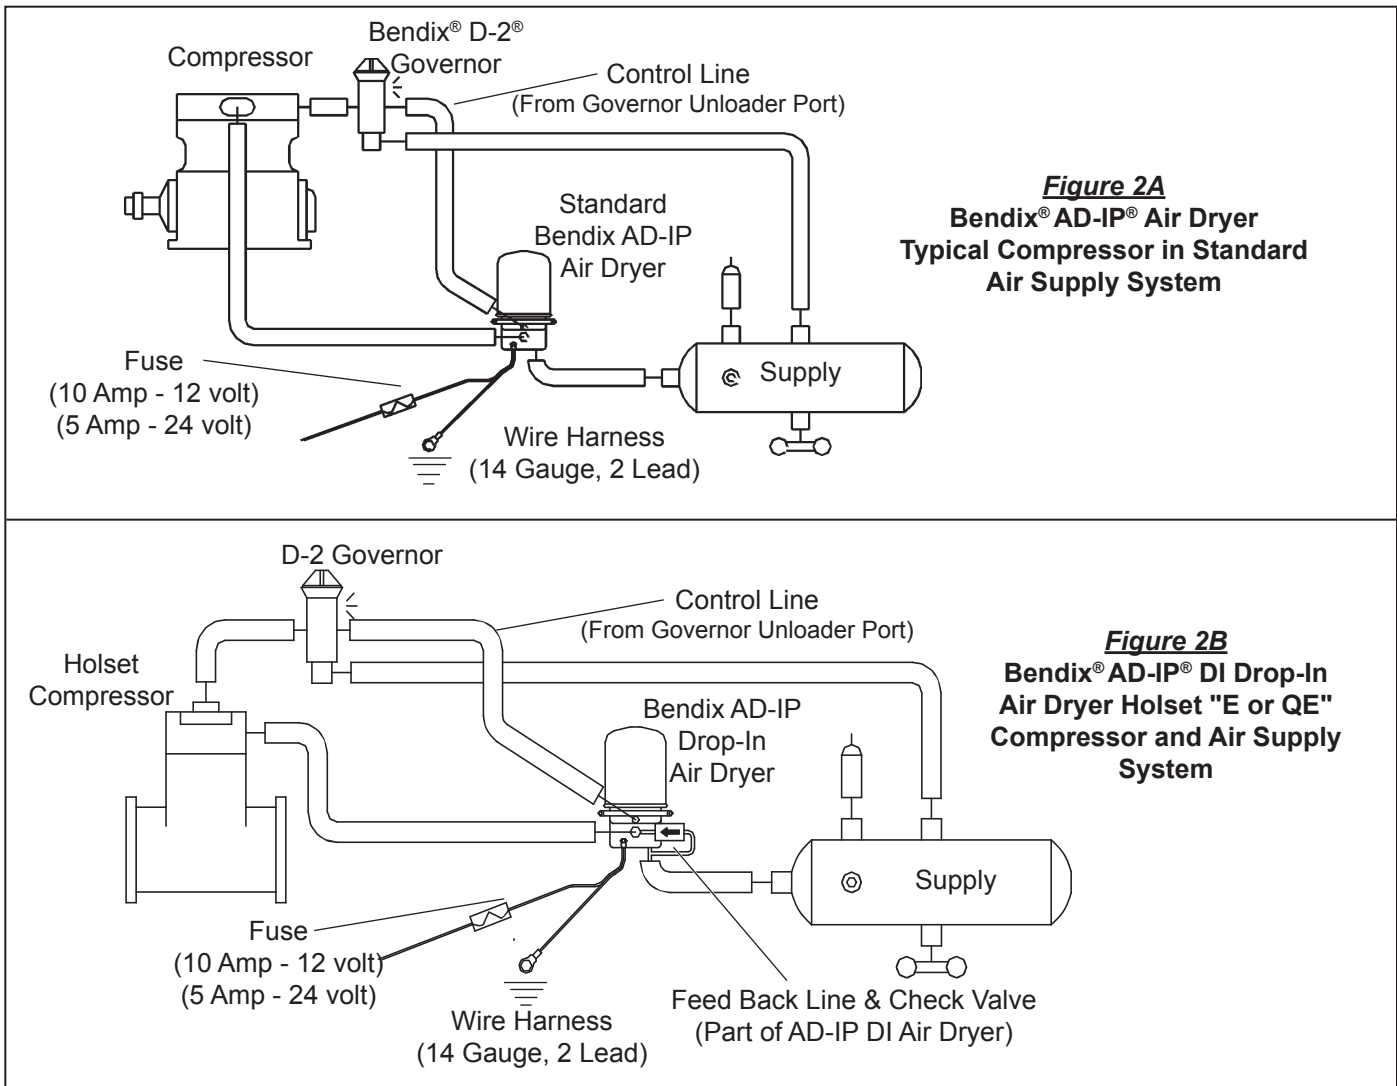 Compressor
Bendix® D-2®
Governor
Control Line
(From Governor Unloader Port)
Standard
Bendix AD-IP
Air Dryer
Fuse
(10 Amp - 12 volt)
(5 Amp - 24 volt)
Wire Harness
(14 Gauge, 2 Lead)
Supply
Figure 2A
Bendix® AD-IP® Air Dryer
Typical Compressor in Standard
Air Supply System
D-2 Governor
Control Line
(From Governor Unloader Port)
Holset
Compressor
Bendix AD-IP
Drop-In
Air Dryer
Fuse
(10 Amp - 12 volt)
(5 Amp - 24 volt)
Wire Harness
(14 Gauge, 2 Lead)
Supply
Feed Back Line & Check Valve
(Part of AD-IP DI Air Dryer)
Figure 2B
Bendix® AD-IP® DI Drop-In
Air Dryer Holset "E or QE"
Compressor and Air Supply
System